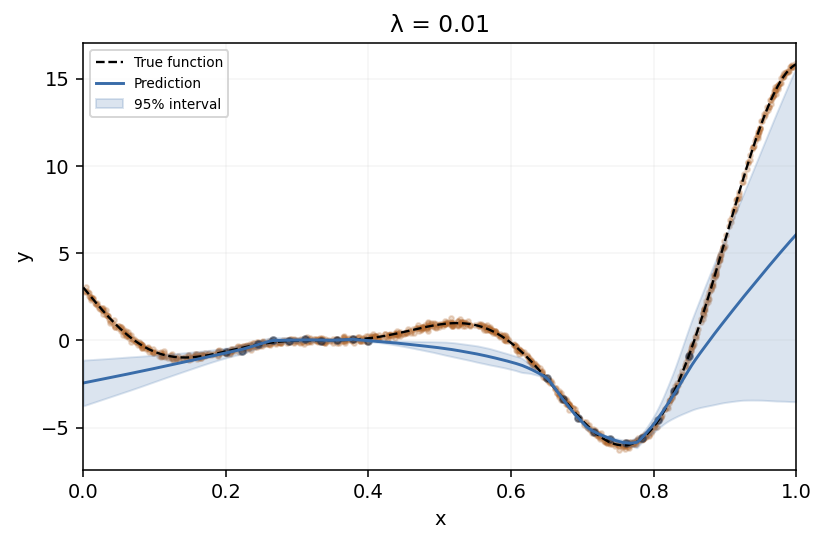 λ = 0.01
True function
Prediction
95% interval
y
15
10
5
0
−5
0.0 0.2 0.4 0.6 0.8 1.0
x